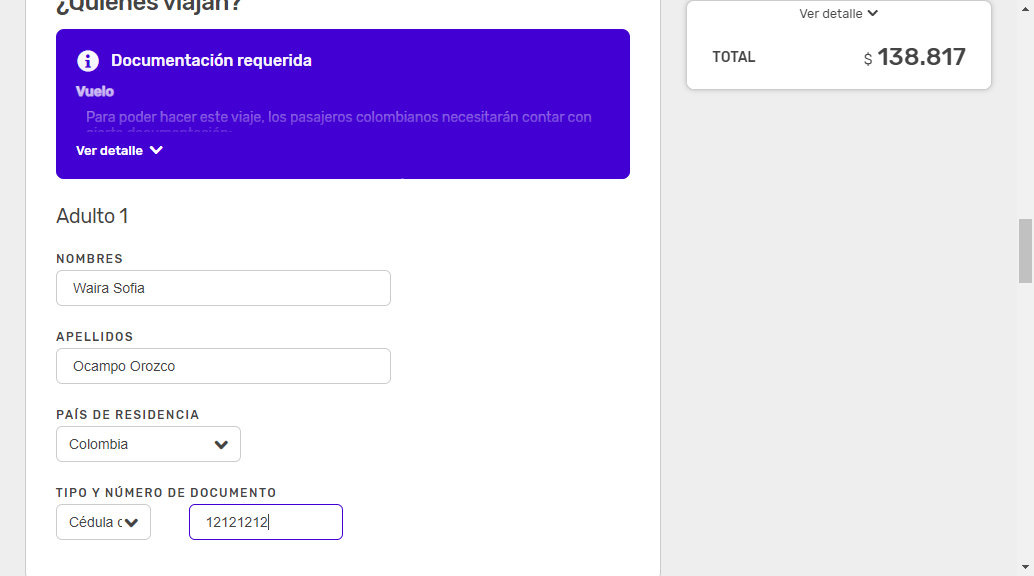 ¿Quiénes viajan?
Documentación requerida
Vuelo
Para poder hacer este viaje, los pasajeros colombianos necesitarán contar con
cierta documentación:
Ver detalle
Adulto 1
NOMBRES
Waira Sofia
APELLIDOS
Ocampo Orozco
PAÍS DE RESIDENCIA
Colombia
TIPO Y NÚMERO DE DOCUMENTO
Cédula c
12121212
Ver detalle
TOTAL
$ 138.817